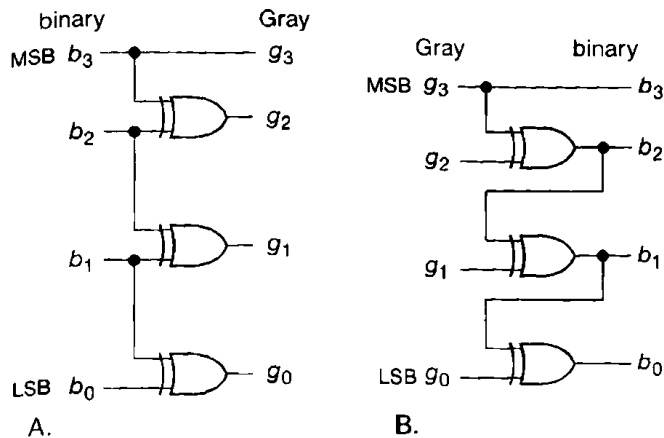 binary Gray
MSB b3 g3
g2
b2
g1
b1
g0
LSB b0
A.
Gray binary
MSB g3 b3
b2
g2
b1
g1
b0
LSB g0
B.